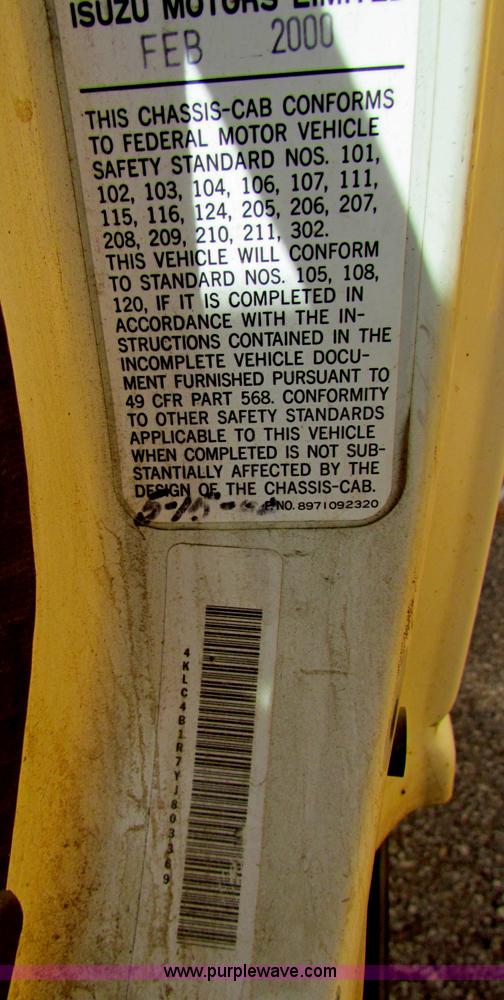 ISUZU MOTORS LIMITED
FEB 2000
THIS CHASSIS-CAB CONFORMS
TO FEDERAL MOTOR VEHICLE
SAFETY STANDARD NOS. 101,
102, 103, 104, 106, 107, 111,
115, 116, 124, 205, 206, 207,
208, 209, 210, 211, 302.
THIS VEHICLE WILL CONFORM
TO STANDARD NOS. 105, 108,
120, IF IT IS COMPLETED IN
ACCORDANCE WITH THE IN-
STRUCTIONS CONTAINED IN THE
INCOMPLETE VEHICLE DOCU-
MENT FURNISHED PURSUANT TO
49 CFR PART 568. CONFORMITY
TO OTHER SAFETY STANDARDS
APPLICABLE TO THIS VEHICLE
WHEN COMPLETED IS NOT SUB-
STANTIALLY AFFECTED BY THE
DESIGN OF THE CHASSIS-CAB.
P/NO. 8971092320
4KLC4B1R7YJ803369
www.purplewave.com